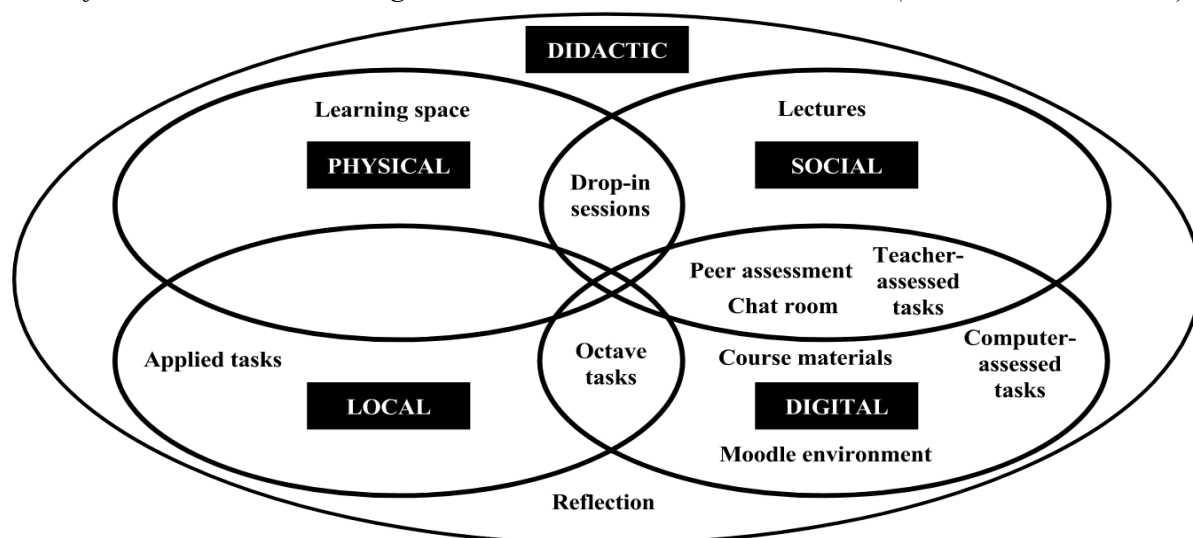 DIDACTIC
Learning space
Lectures
PHYSICAL
SOCIAL
Drop-in
sessions
Peer assessment
Chat room
Teacher-
assessed
tasks
Applied tasks
Octave
tasks
Course materials
Computer-
assessed
tasks
LOCAL
DIGITAL
Moodle environment
Reflection